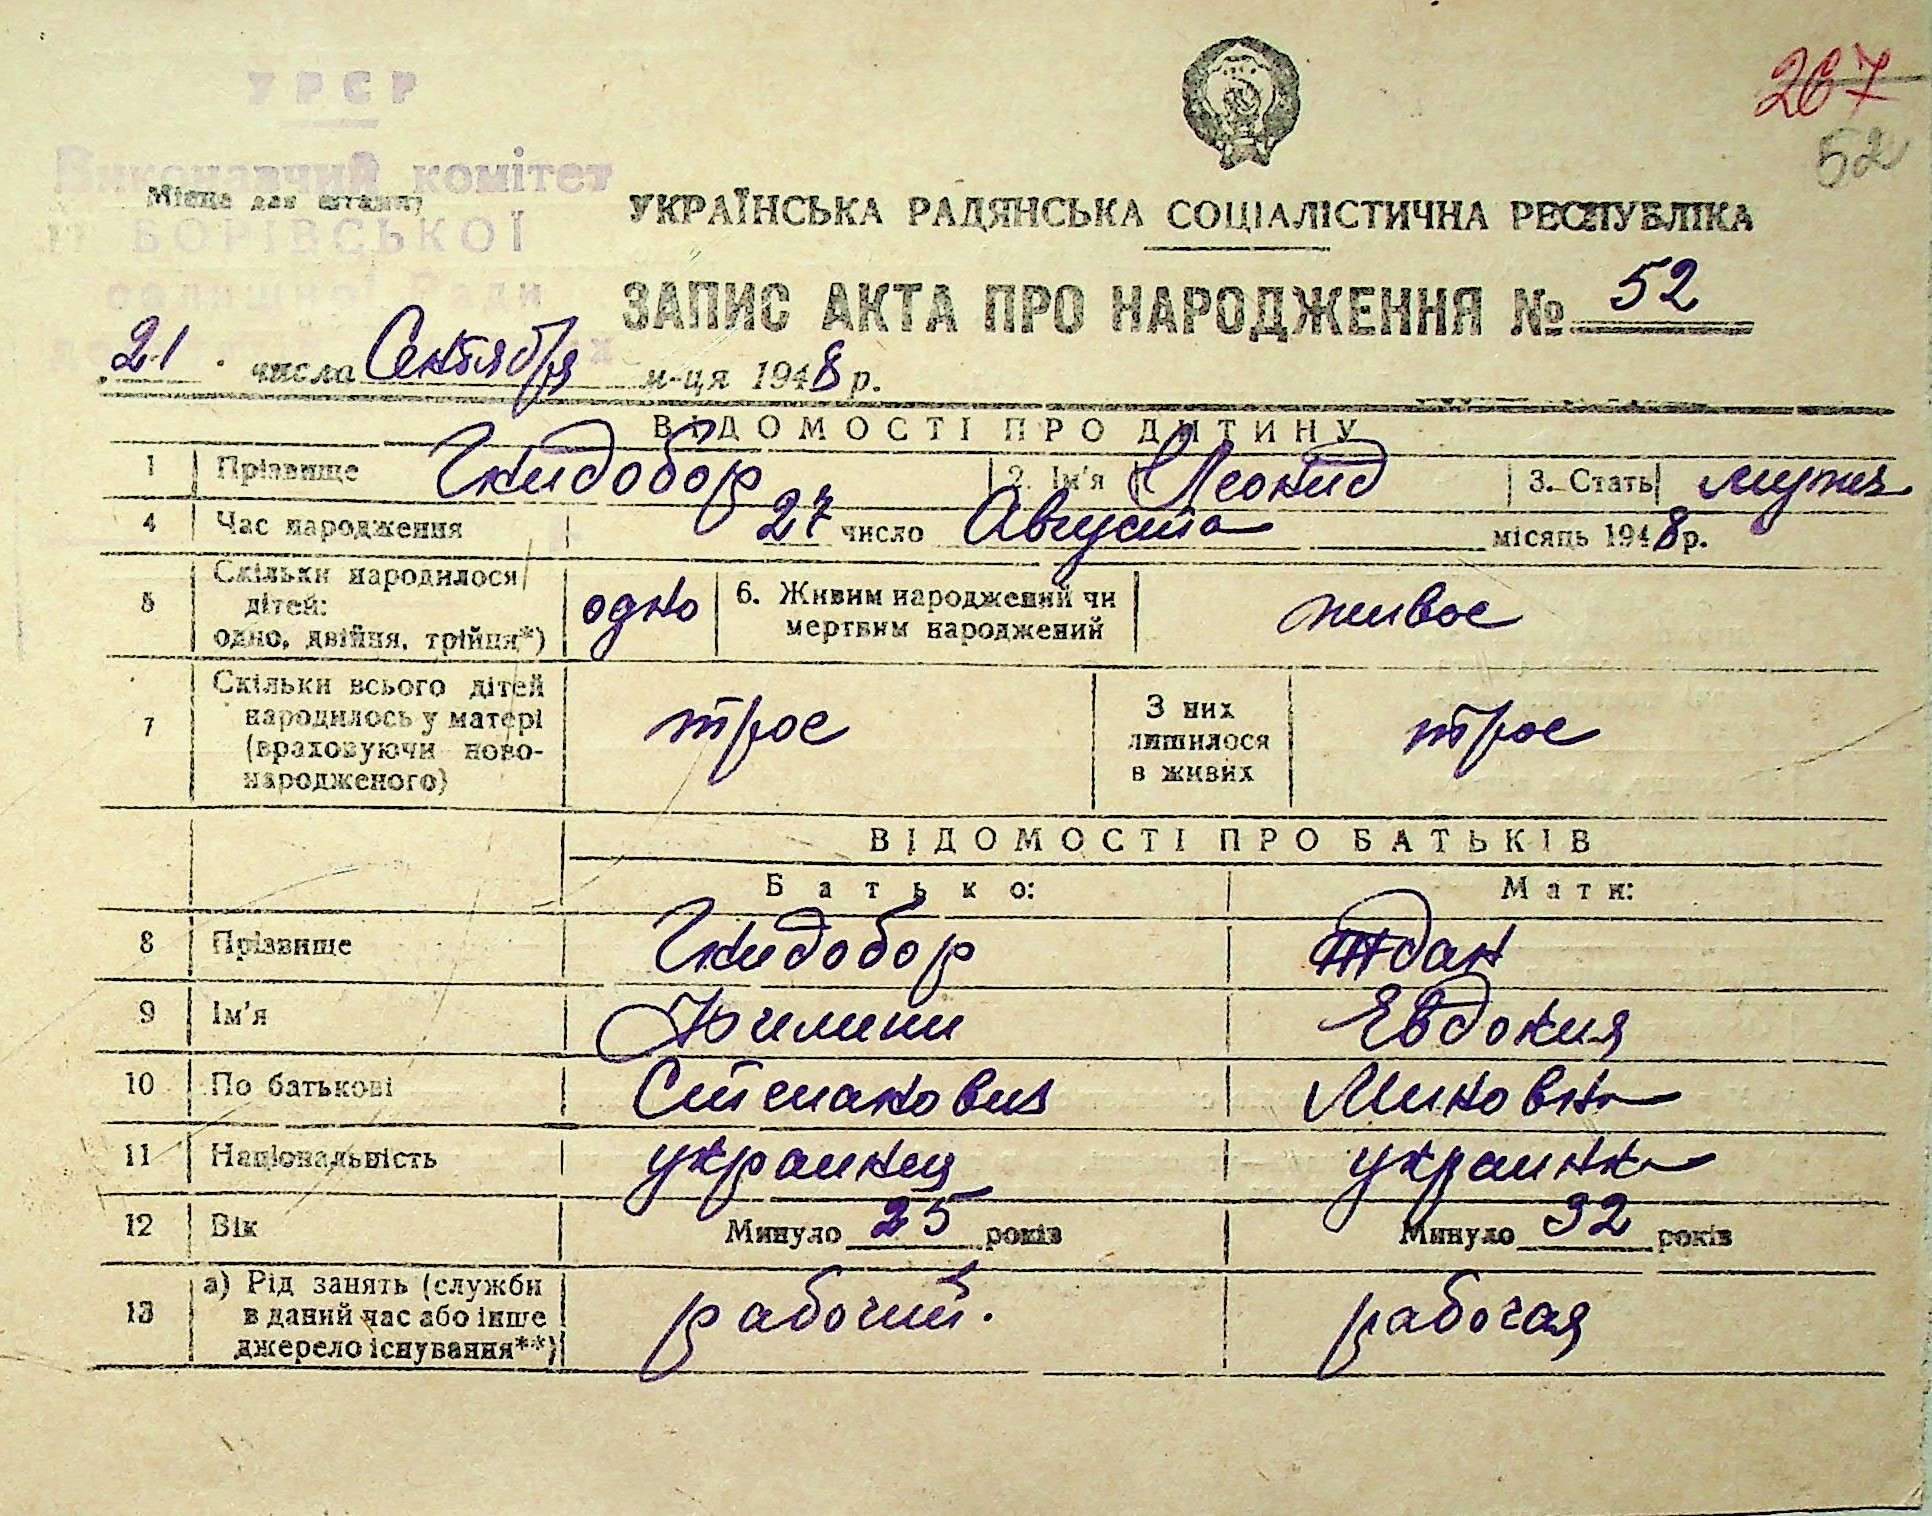 267
52
УРСР
Виконавчий комітет
Місце для штампу
БОРІВСЬКОЇ
селищної Ради
УКРАЇНСЬКА РАДЯНСЬКА СОЦІАЛІСТИЧНА РЕСПУБЛІКА
ЗАПИС АКТА ПРО НАРОДЖЕННЯ № 52
21 числа Сентября м-ця 1948 р.
ВІДОМОСТІ ПРО ДИТИНУ
1 Прізвище Гнидобор 2. Ім'я Леонид 3. Стать мужск
4 Час народження 27 число Августа місяць 1948 р.
5 Скільки народилося дітей: одно, двійня, трійця*) одно 6. Живим народжений чи мертвим народжений живое
7 Скільки всього дітей народилось у матері (враховуючи новонародженого) трое З них лишилося в живих трое
ВІДОМОСТІ ПРО БАТЬКІВ
Батько: Мати:
8 Прізвище Гнидобор Ждан
9 Ім'я Евдокия
10 По батькові Степанович Миновна
11 Національність украинец украинка
12 Вік Минуло 25 років Минуло 32 років
13 а) Рід занять (служби в даний час або інше джерело існування**) рабочий. рабочая